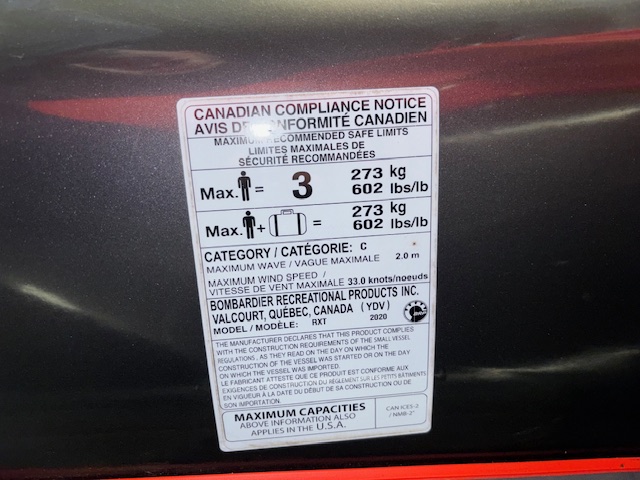 CANADIAN COMPLIANCE NOTICE
AVIS DE CONFORMITÉ CANADIEN
MAXIMUM RECOMMENDED SAFE LIMITS
LIMITES MAXIMALES DE
SÉCURITÉ RECOMMANDÉES
Max. = 3 273 kg
602 lbs/lb
Max. + = 273 kg
602 lbs/lb
CATEGORY / CATÉGORIE: C
MAXIMUM WAVE / VAGUE MAXIMALE 2.0 m
MAXIMUM WIND SPEED /
VITESSE DE VENT MAXIMALE 33.0 knots/noeuds
BOMBARDIER RECREATIONAL PRODUCTS INC.
VALCOURT, QUÉBEC, CANADA (YDV)
MODEL / MODÈLE: RXT 2020
THE MANUFACTURER DECLARES THAT THIS PRODUCT COMPLIES
WITH THE CONSTRUCTION REQUIREMENTS OF THE SMALL VESSEL
REGULATIONS, AS THEY READ ON THE DAY ON WHICH THE
CONSTRUCTION OF THE VESSEL WAS STARTED OR ON THE DAY
ON WHICH THE VESSEL WAS IMPORTED.
LE FABRICANT ATTESTE QUE CE PRODUIT EST CONFORME AUX
EXIGENCES DE CONSTRUCTION DU RÈGLEMENT SUR LES PETITS BÂTIMENTS
EN VIGUEUR À LA DATE DU DÉBUT DE SA CONSTRUCTION OU DE
SON IMPORTATION.
MAXIMUM CAPACITIES
ABOVE INFORMATION ALSO
APPLIES IN THE U.S.A.
CAN ICES-2
/ NMB-2"